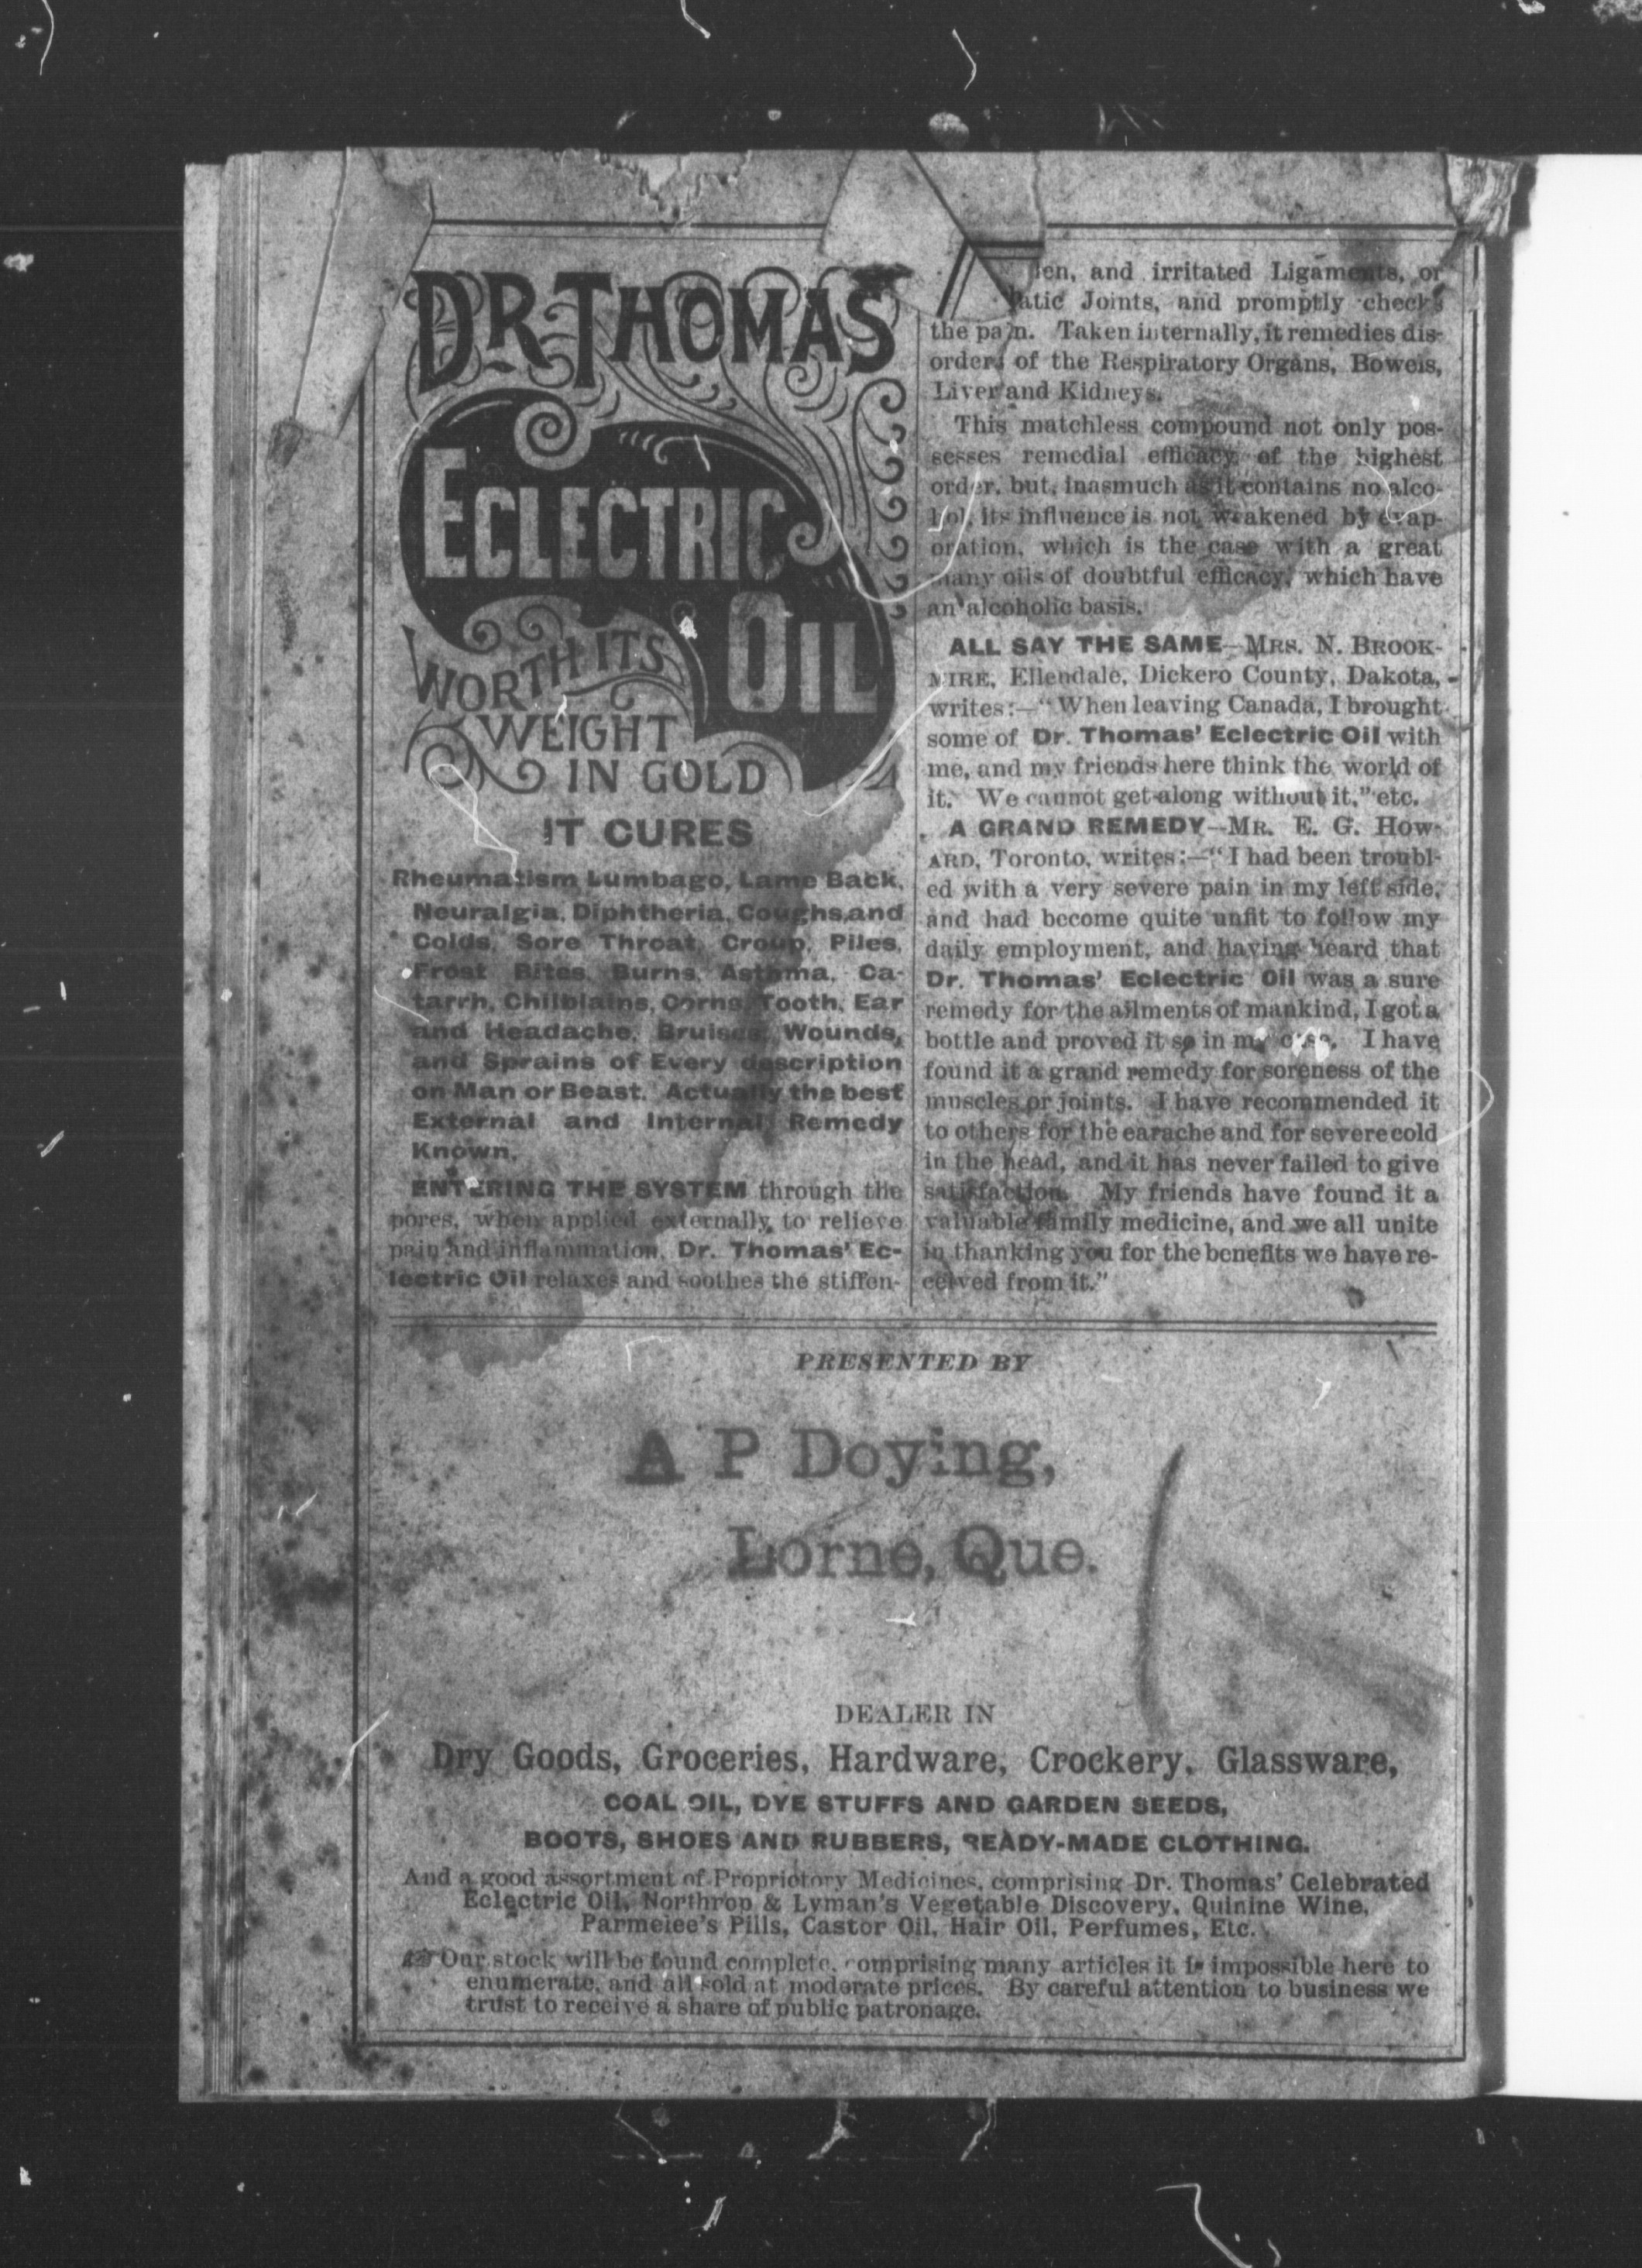 DR THOMAS
ECLECTRIC
OIL
WORTH ITS
WEIGHT
IN GOLD
IT CURES
Rheumatism Lumbago, Lame Back,
Neuralgia, Diphtheria, Coughs, and
Colds, Sore Throat, Croup, Piles,
Frost Bites, Burns, Asthma, Ca-
tarrh, Chilblains, Corns, Tooth, Ear
and Headache, Bruises, Wounds,
and Sprains of Every description
on Man or Beast. Actually the best
External and Internal Remedy
Known.
ENTERING THE SYSTEM through the
pores, when applied externally, to relieve
pain and inflammation, Dr. Thomas' Ec-
lectric Oil relaxes and soothes the stiffen-
and irritated Ligaments, or
Joints, and promptly checks
the pain. Taken internally, it remedies dis-
orders of the Respiratory Organs, Bowels,
Liver and Kidneys.
This matchless compound not only pos-
sesses remedial efficacy of the highest
order, but, inasmuch as it contains no alco-
hol, its influence is not weakened by evap-
oration, which is the case with a great
many oils of doubtful efficacy, which have
an alcoholic basis.
ALL SAY THE SAME—MRS. N. BROOK-
MIRE, Ellendale, Dickero County, Dakota,
writes:—"When leaving Canada, I brought
some of Dr. Thomas' Eclectric Oil with
me, and my friends here think the world of
it. We cannot get along without it," etc.
A GRAND REMEDY—MR. E. G. HOW-
ARD, Toronto, writes:—"I had been troubl-
ed with a very severe pain in my left side,
and had become quite unfit to follow my
daily employment, and having heard that
Dr. Thomas' Eclectric Oil was a sure
remedy for the ailments of mankind, I got a
bottle and proved it so in my case. I have
found it a grand remedy for soreness of the
muscles or joints. I have recommended it
to others for the earache and for severe cold
in the head, and it has never failed to give
satisfaction. My friends have found it a
valuable family medicine, and we all unite
in thanking you for the benefits we have re-
ceived from it."
PRESENTED BY
A P Doying,
Lorne, Que.
DEALER IN
Dry Goods, Groceries, Hardware, Crockery, Glassware,
COAL OIL, DYE STUFFS AND GARDEN SEEDS,
BOOTS, SHOES AND RUBBERS, READY-MADE CLOTHING.
And a good assortment of Propriotory Medicines, comprising Dr. Thomas' Celebrated
Eclectric Oil, Northrop & Lyman's Vegetable Discovery, Quinine Wine,
Parmelee's Pills, Castor Oil, Hair Oil, Perfumes, Etc.
☞ Our stock will be found complete, comprising many articles it is impossible here to
enumerate, and all sold at moderate prices. By careful attention to business we
trust to receive a share of public patronage.